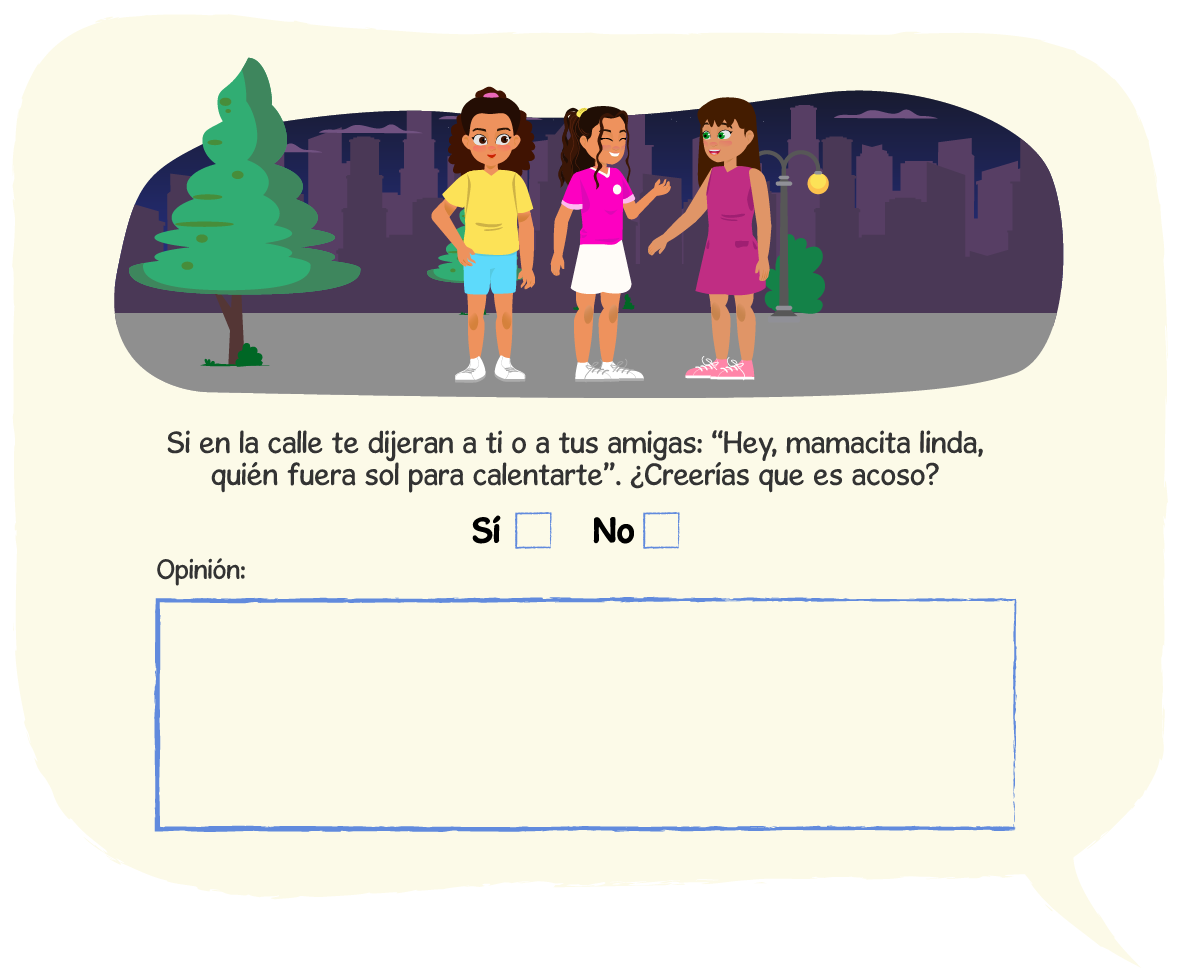 Si en la calle te dijeran a ti o a tus amigas: “Hey, mamacita linda,
quién fuera sol para calentarte”. ¿Creerías que es acoso?
Sí No
Opinión: